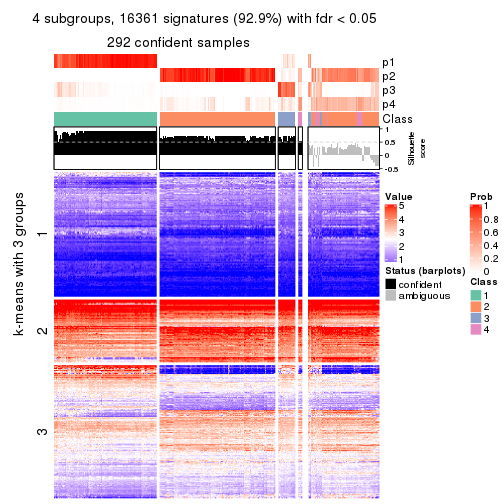 4 subgroups, 16361 signatures (92.9%) with fdr < 0.05
292 confident samples
p1
p2
p3
p4
Class
1
0.5
0
-0.5
Silhouette
score
k-means with 3 groups
1
2
3
Value
5
4
3
2
1
Status (barplots)
confident
ambiguous
Prob
1
0.8
0.6
0.4
0.2
0
Class
1
2
3
4